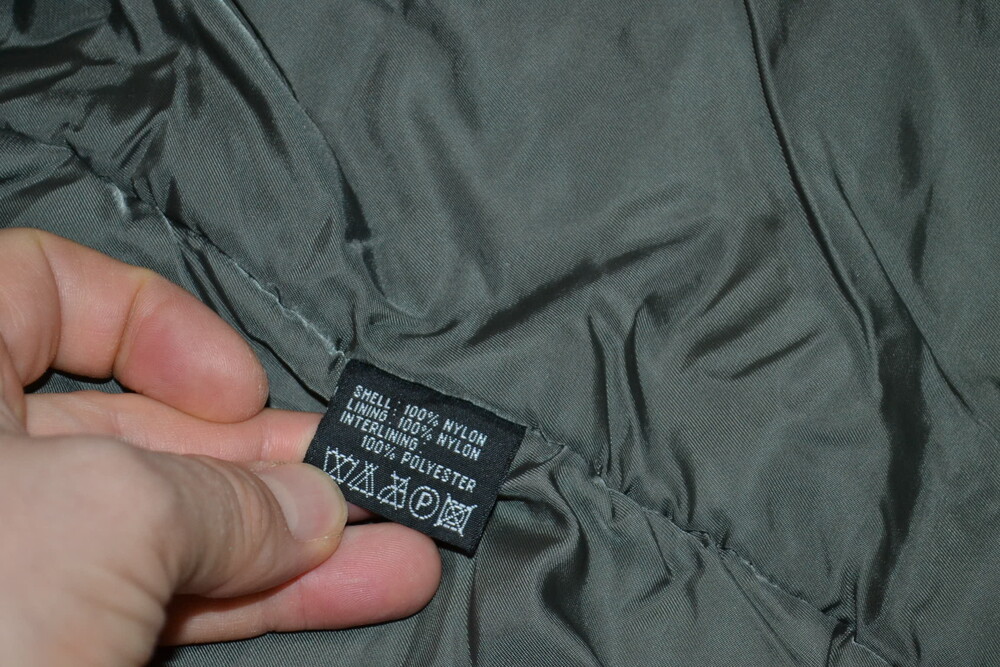 SHELL : 100% NYLON
LINING : 100% NYLON
INTERLINING :
100% POLYESTER
P